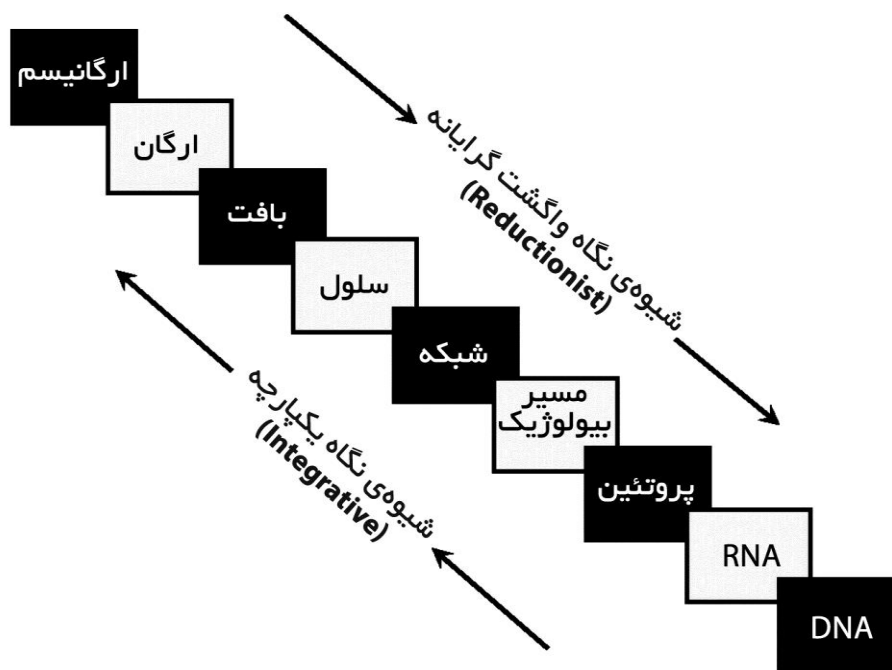 ارگانیسم
ارگان
بافت
سلول
شبکه
مسیر
بیولوژیک
پروتئین
RNA
DNA
شیوه‌ی نگاه واگشت گرایانه
(Reductionist)
شیوه‌ی نگاه یکپارچه
(Integrative)